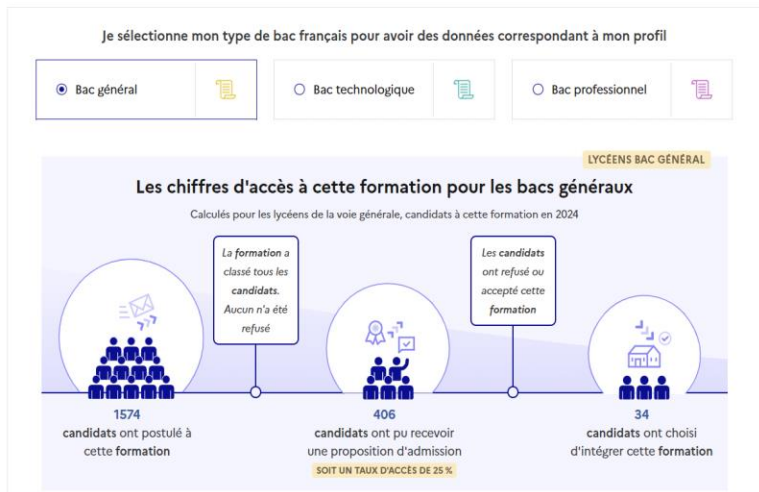 Je sélectionne mon type de bac français pour avoir des données correspondant à mon profil
Bac général
Bac technologique
Bac professionnel
LYCÉENS BAC GÉNÉRAL
Les chiffres d'accès à cette formation pour les bacs généraux
Calculés pour les lycéens de la voie générale, candidats à cette formation en 2024
La formation a
classé tous les
candidats.
Aucun n'a été
refusé
Les candidats
ont refusé ou
accepté cette
formation
1574
candidats ont postulé à
cette formation
406
candidats ont pu recevoir
une proposition d'admission
SOIT UN TAUX D'ACCÈS DE 25 %
34
candidats ont choisi
d'intégrer cette formation